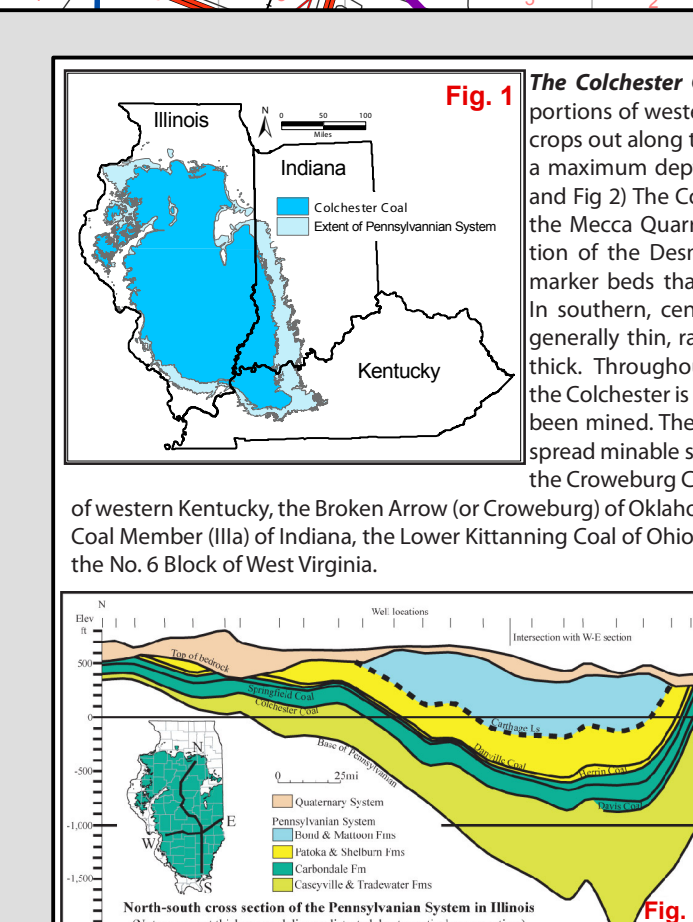 5
2
Fig. 1
Illinois
N
0 50 100
Miles
Indiana
Colchester Coal
Extent of Pennsylvannian System
Kentucky
The Colchester
portions of weste
crops out along t
a maximum dep
and Fig 2) The Co
the Mecca Quarr
tion of the Desr
marker beds tha
In southern, cen
generally thin, ra
thick. Throughou
the Colchester is
been mined. The
spread minable s
the Croweburg C
of western Kentucky, the Broken Arrow (or Croweburg) of Oklaho
Coal Member (IIIa) of Indiana, the Lower Kittanning Coal of Ohio
the No. 6 Block of West Virginia.
N
Well locations
Elev
ft
Intersection with W-E section
500
0
-500
-1,000
-1,500
Top of bedrock
Springfield Coal
Colchester Coal
Base of Pennsylvanian
Carthage Ls
Danville Coal
Herrin Coal
Davis Coal
N
E
W
S
0 25mi
Quaternary System
Pennsylvanian System
Bond & Mattoon Fms
Patoka & Shelburn Fms
Carbondale Fm
Caseyville & Tradewater Fms
North-south cross section of the Pennsylvanian System in Illinois
Fig.